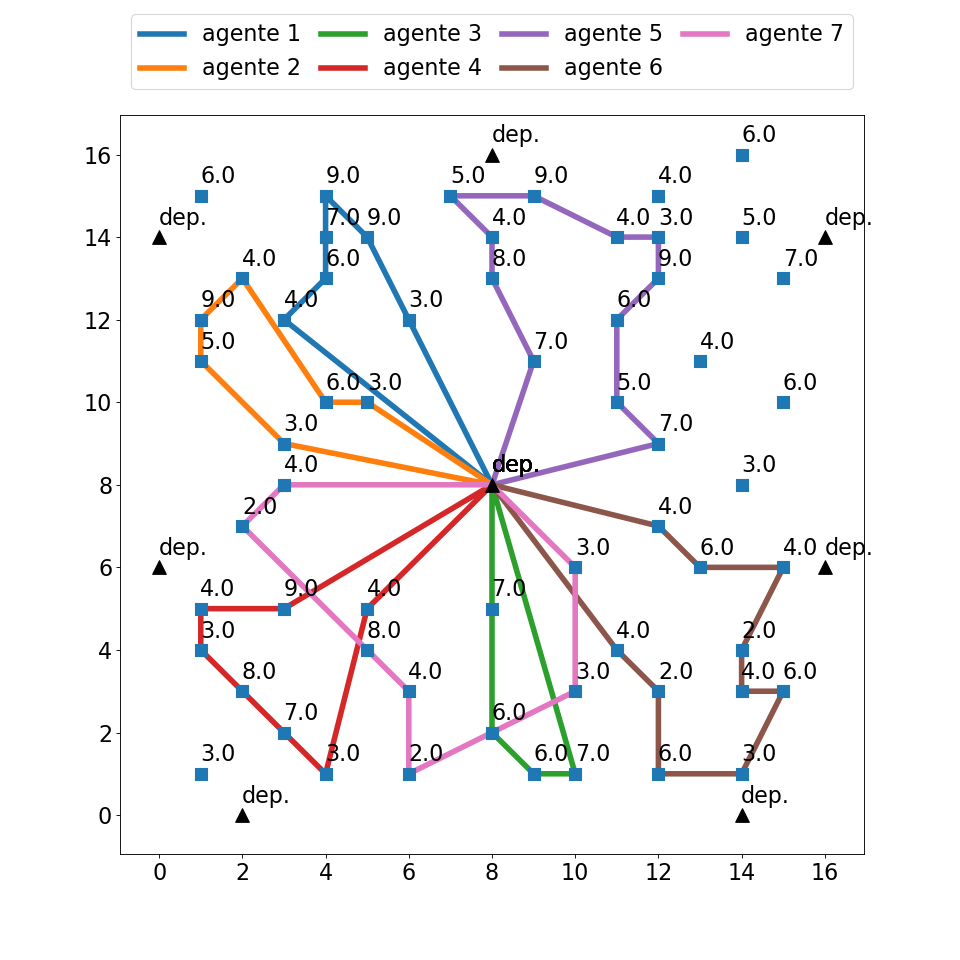 agente 1 agente 3 agente 5 agente 7
agente 2 agente 4 agente 6
6.0
dep.
16
6.0 9.0 5.0 9.0 4.0
dep. 7.0 9.0 4.0 4.0 3.0 5.0 dep.
14
4.0 6.0 8.0 9.0 7.0
9.0 4.0 3.0 6.0
12
5.0 7.0 4.0
6.0 3.0 5.0 6.0
10
3.0 7.0
4.0 dep. 3.0
8
2.0 4.0
dep. 3.0 6.0 4.0 dep.
6
4.0 9.0 4.0 7.0
3.0 8.0 4.0 2.0
4
8.0 4.0 3.0 2.0 4.0 6.0
7.0 6.0
2
3.0 3.0 2.0 6.0 7.0 6.0 3.0
dep. dep.
0
0 2 4 6 8 10 12 14 16